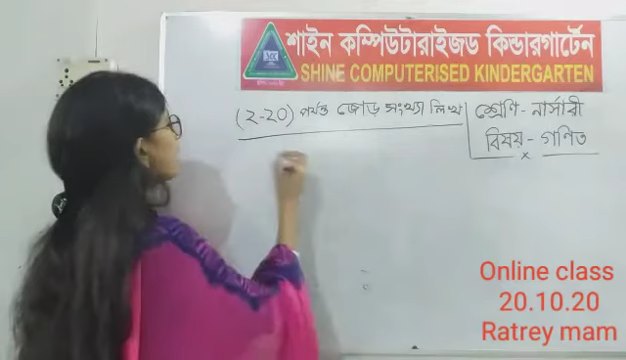 শাইন কম্পিউটারাইজড কিন্ডারগার্টেন
SHINE COMPUTERISED KINDERGARTEN
(২-২০) পর্যন্ত জোড় সংখ্যা লিখ
শ্রেণি - নার্সারী
বিষয় - গণিত
Online class
20.10.20
Ratrey mam